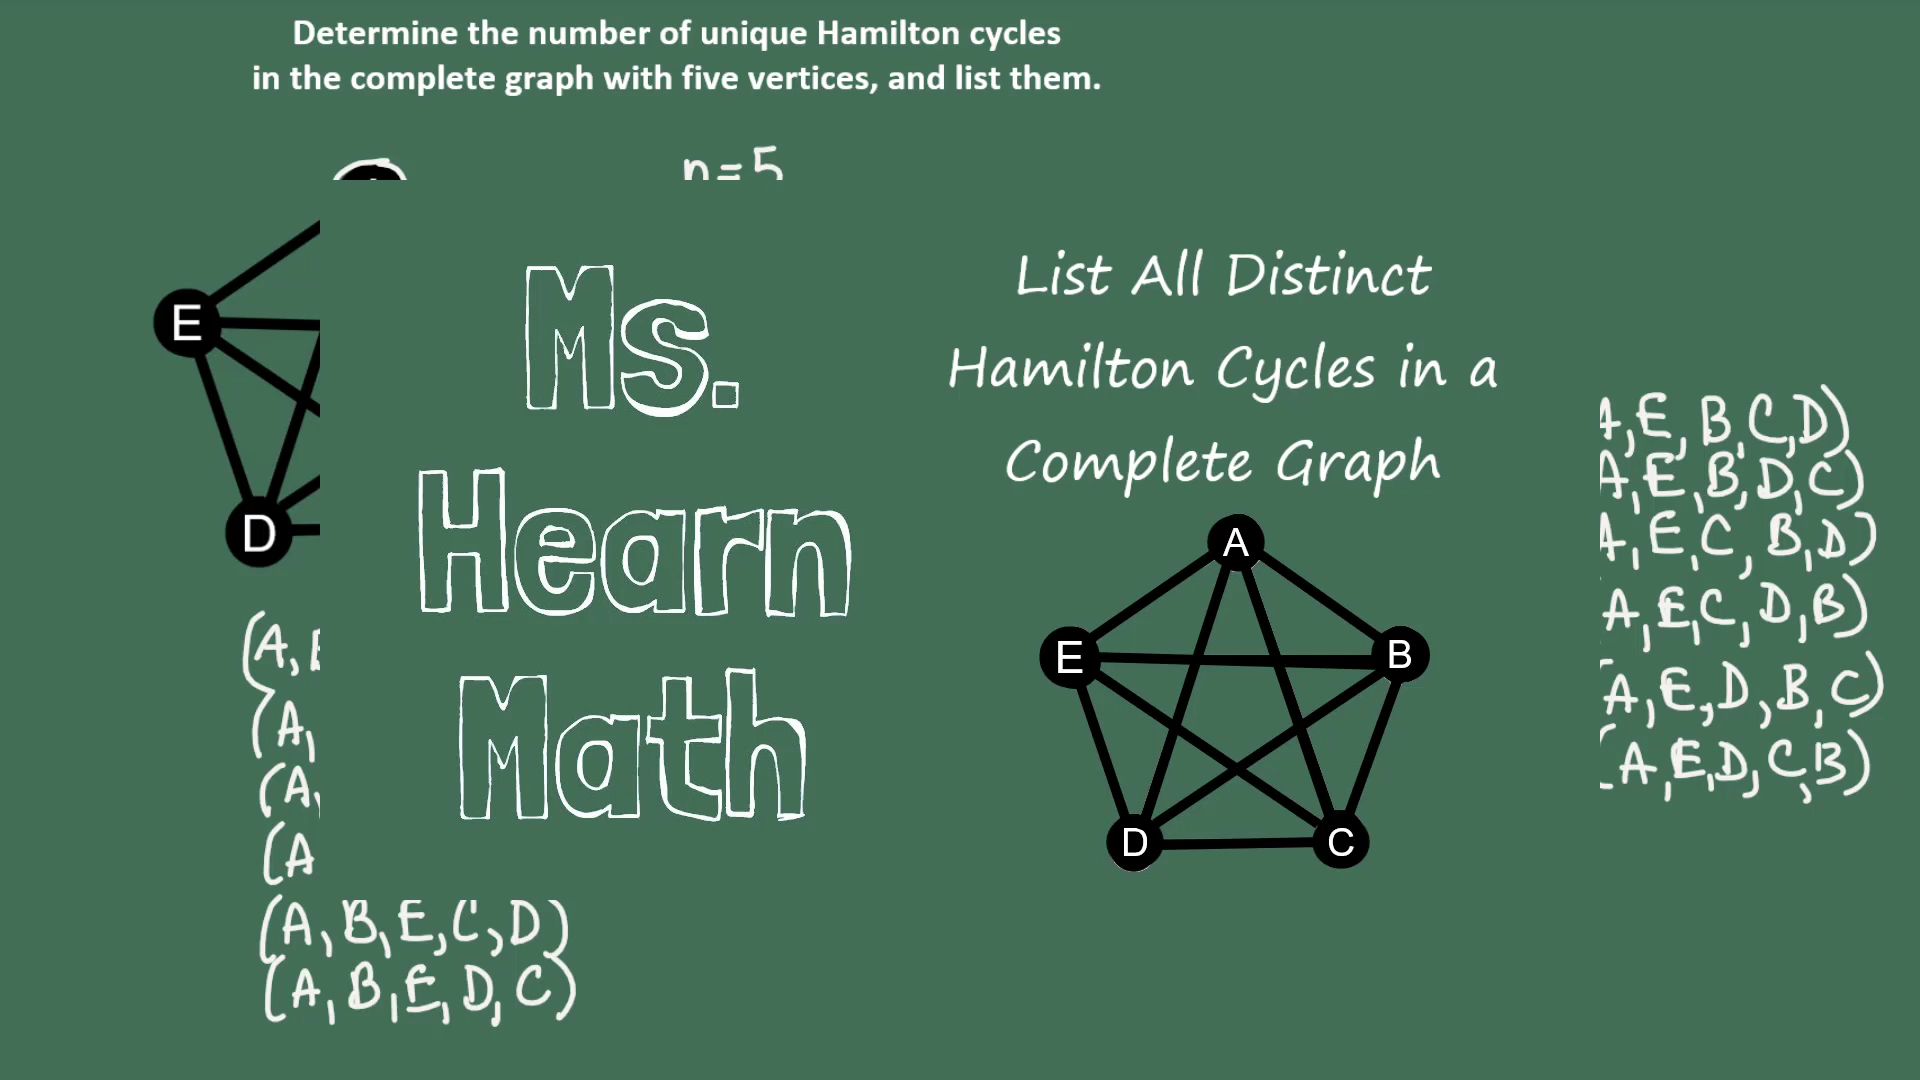 Determine the number of unique Hamilton cycles
in the complete graph with five vertices, and list them.
n=5
E
D
Ms.
Hearn
Math
List All Distinct
Hamilton Cycles in a
Complete Graph
A
E
B
D
C
(A,
(A,
(A,
(A
(A,B,E,C,D)
(A,B,E,D,C)
A,E,B,C,D)
A,E,B,D,C)
A,E,C,B,D)
A,E,C,D,B)
A,E,D,B,C)
(A,E,D,C,B)